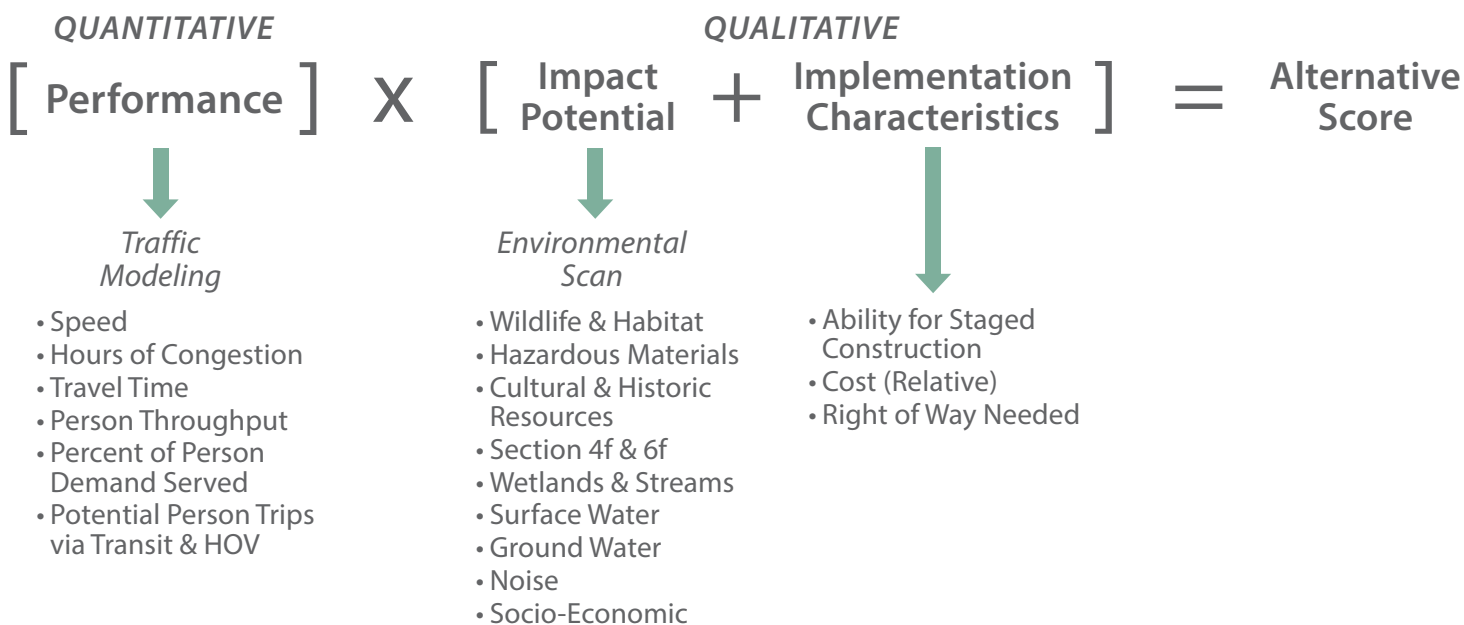 QUANTITATIVE
QUALITATIVE
[ Performance ] x [ Impact Potential + Implementation Characteristics ] = Alternative Score
Traffic
Modeling
• Speed
• Hours of Congestion
• Travel Time
• Person Throughput
• Percent of Person
Demand Served
• Potential Person Trips
via Transit & HOV
Environmental
Scan
• Wildlife & Habitat
• Hazardous Materials
• Cultural & Historic
Resources
• Section 4f & 6f
• Wetlands & Streams
• Surface Water
• Ground Water
• Noise
• Socio-Economic
• Ability for Staged
Construction
• Cost (Relative)
• Right of Way Needed